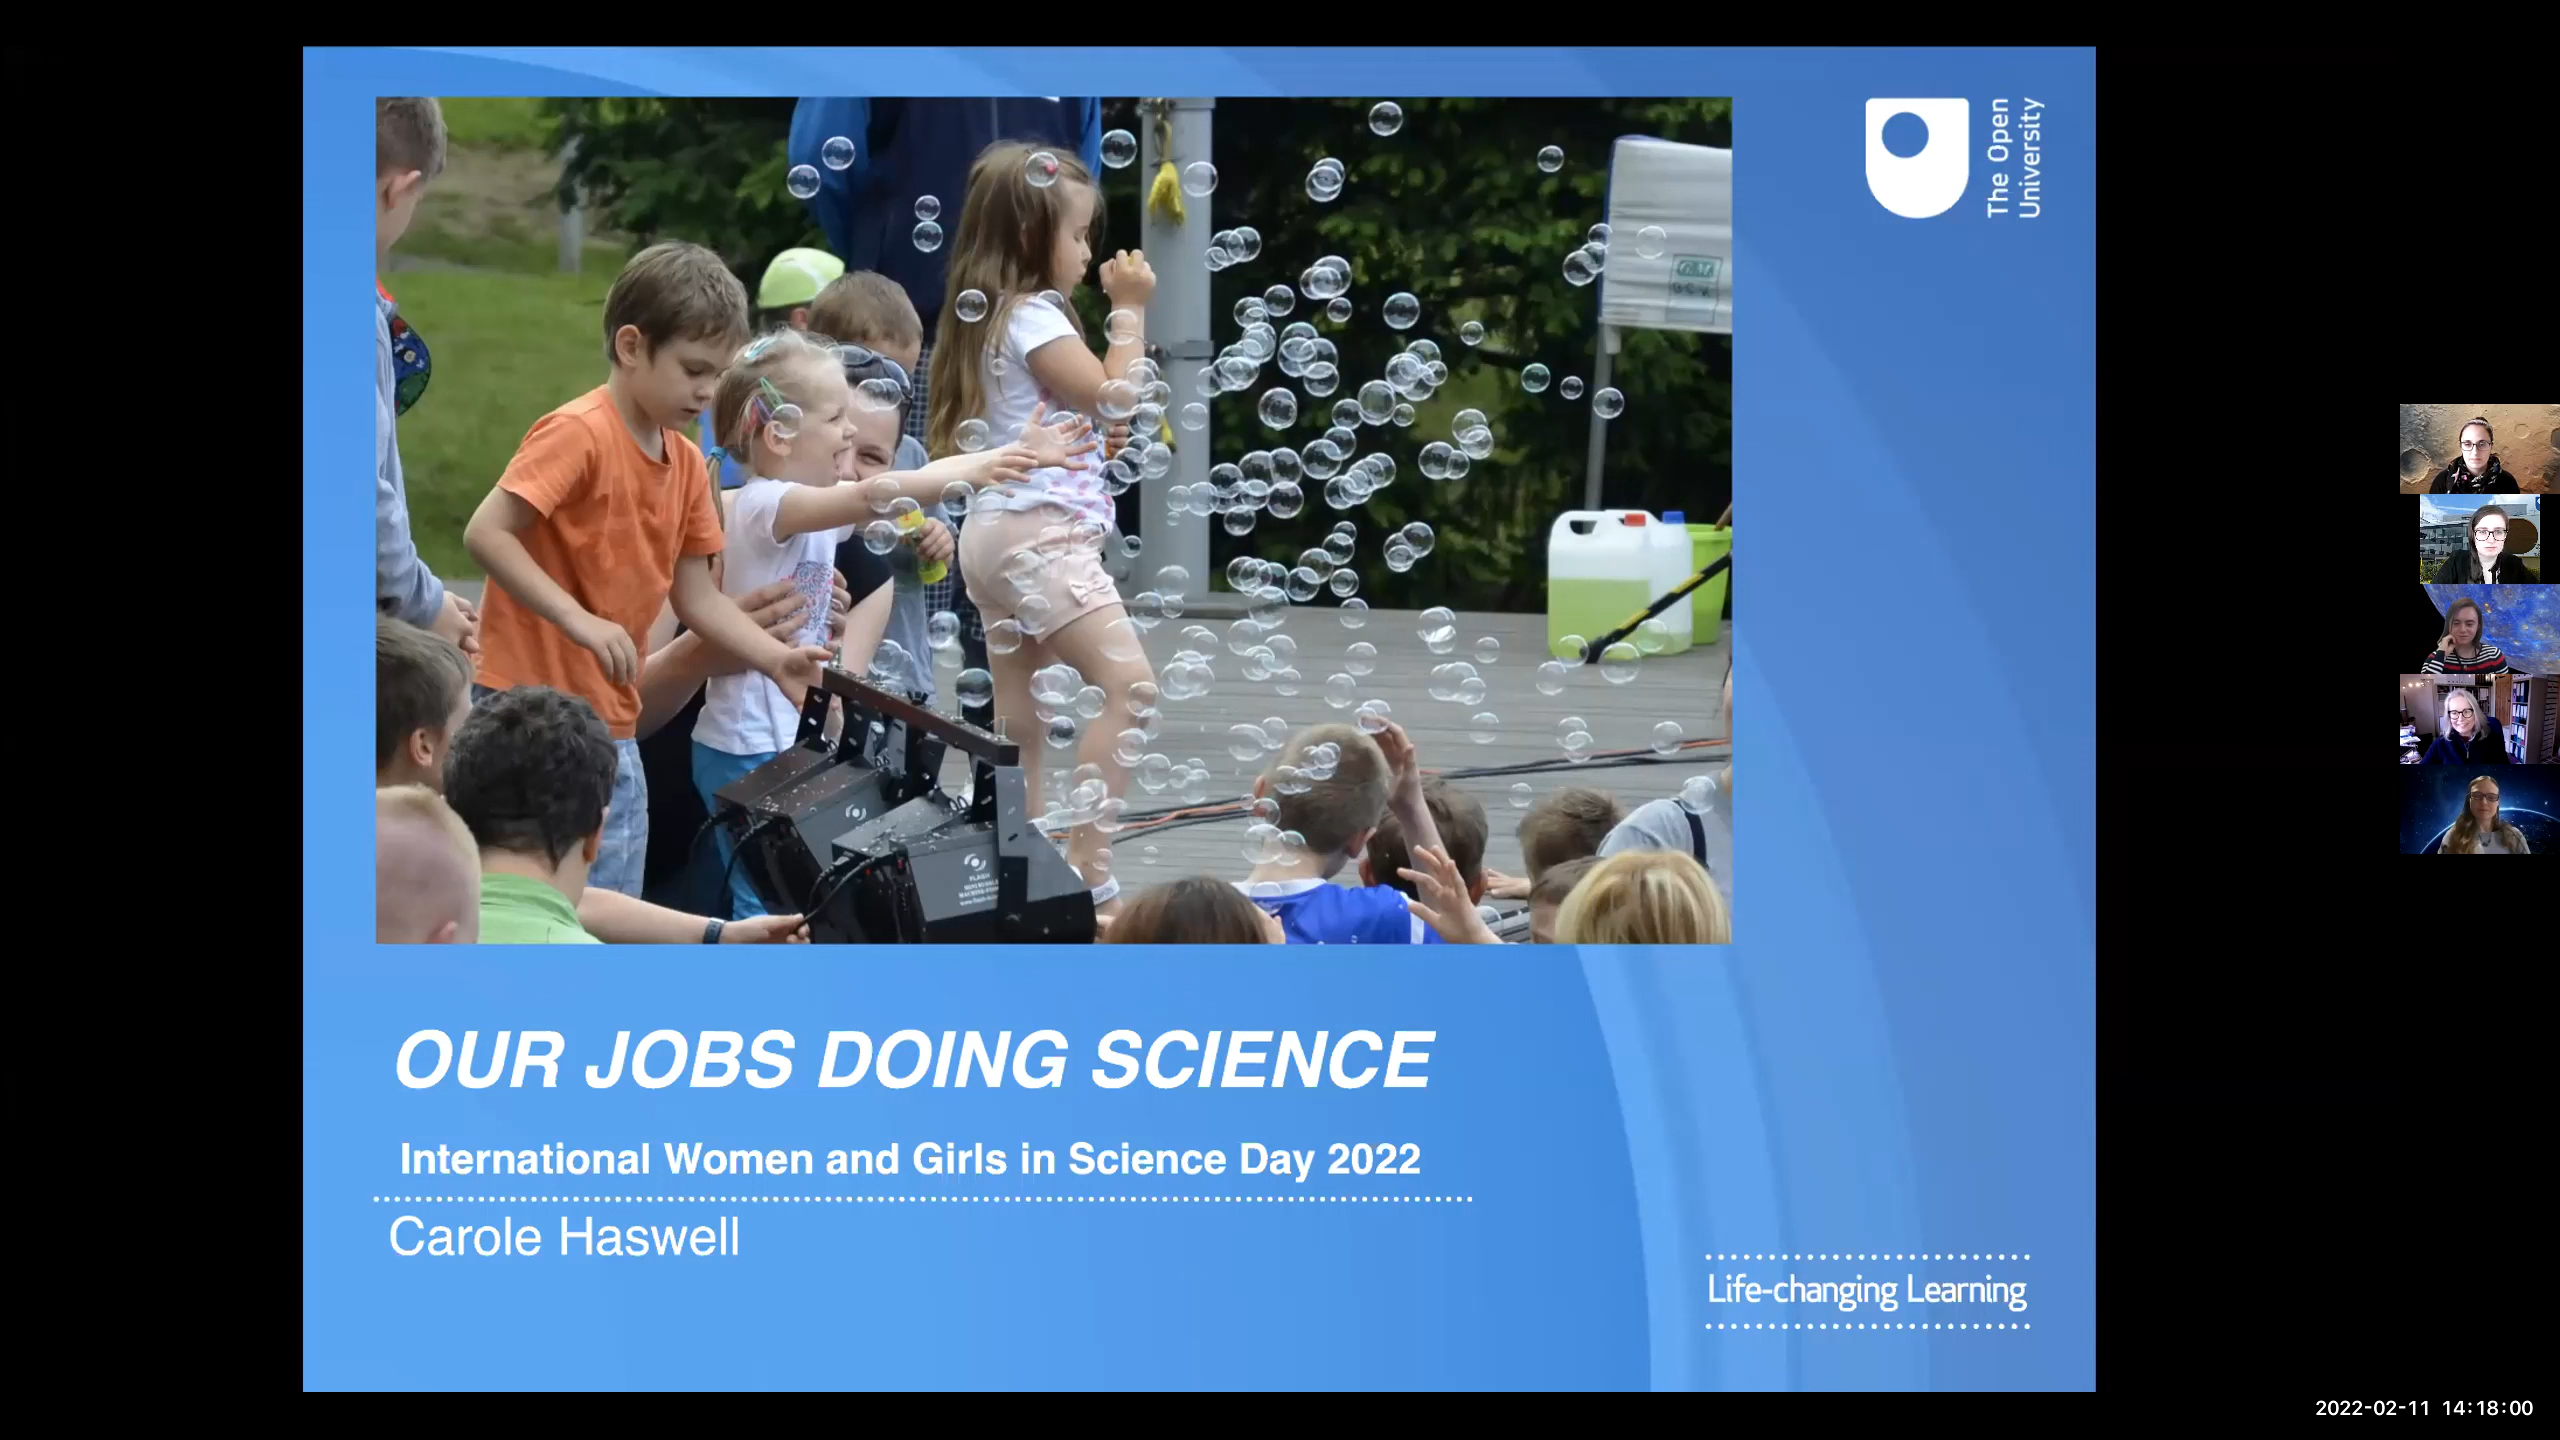 The Open
University
OUR JOBS DOING SCIENCE
International Women and Girls in Science Day 2022
Carole Haswell
Life-changing Learning
2022-02-11 14:18:00